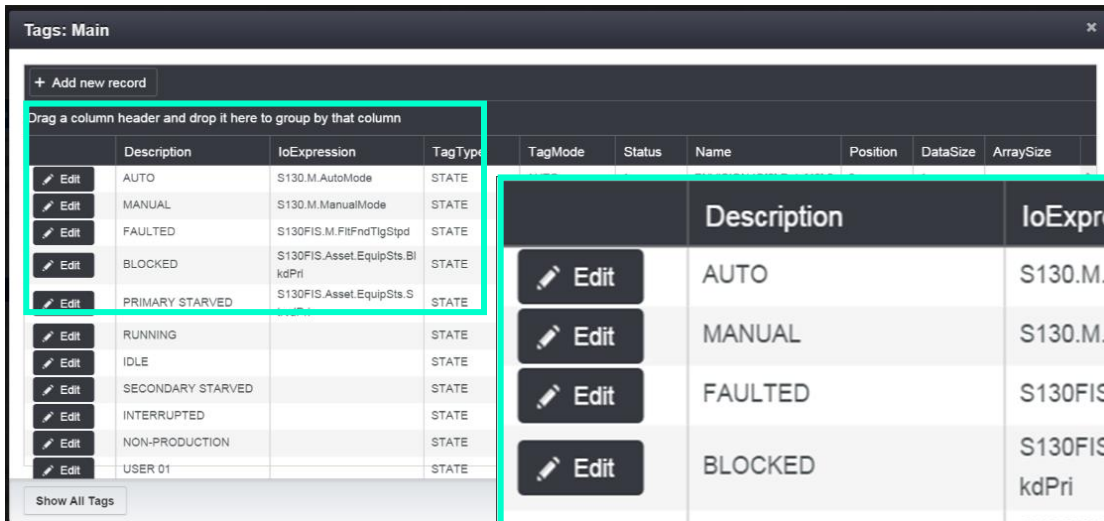 Tags: Main
+ Add new record
Drag a column header and drop it here to group by that column
Description IoExpression TagType TagMode Status Name Position DataSize ArraySize
Edit AUTO S130.M.AutoMode STATE
Edit MANUAL S130.M.ManualMode STATE
Edit FAULTED S130FIS.M.FltFndTlgStpd STATE
Edit BLOCKED S130FIS.Asset.EquipSts.Bl STATE
kdPri
Edit PRIMARY STARVED S130FIS.Asset.EquipSts.S STATE
Edit RUNNING STATE
Edit IDLE STATE
Edit SECONDARY STARVED STATE
Edit INTERRUPTED STATE
Edit NON-PRODUCTION STATE
Edit USER 01 STATE
Show All Tags
Description IoExpr
Edit AUTO S130.M.
Edit MANUAL S130.M.
Edit FAULTED S130FIS
Edit BLOCKED S130FIS
kdPri